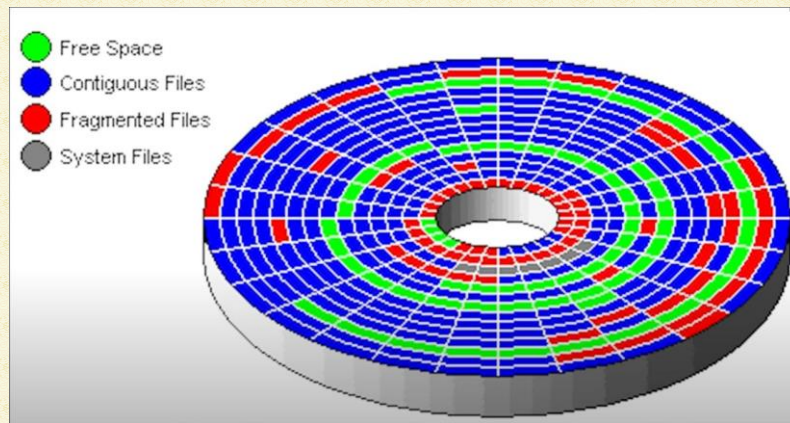 Free Space
Contiguous Files
Fragmented Files
System Files